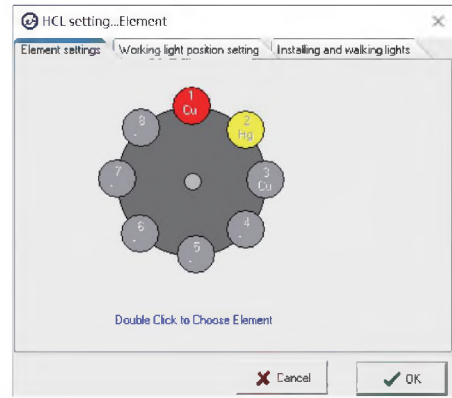 HCL setting...Element
Element settings
Working light position setting
Installing and walking lights
1
Cu
2
Hg
3
Cu
4
-
5
-
6
-
7
-
8
-
Double Click to Choose Element
Cancel
OK